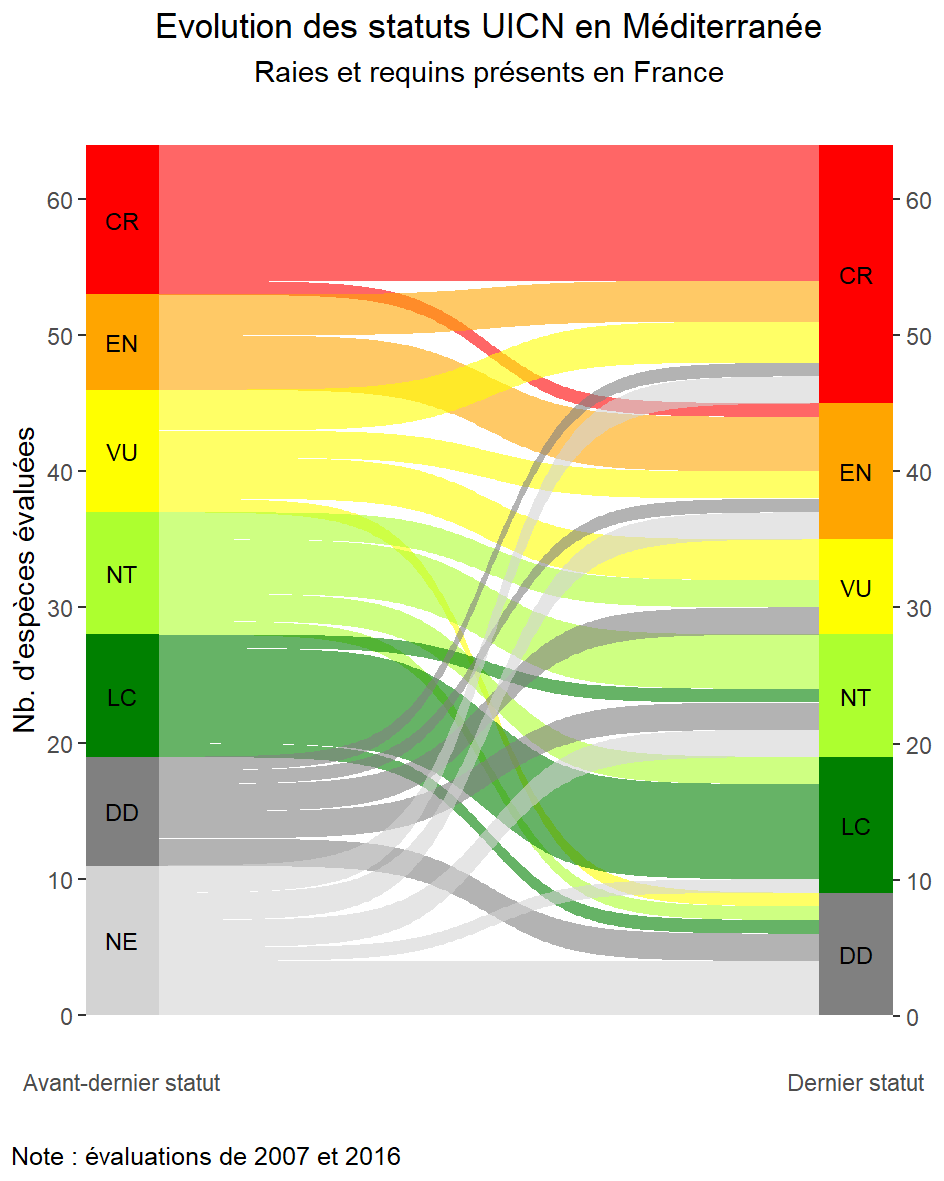 Evolution des statuts UICN en Méditerranée
Raies et requins présents en France
Nb. d'espèces évaluées
60
50
40
30
20
10
0
CR
EN
VU
NT
LC
DD
NE
CR
EN
VU
NT
LC
DD
60
50
40
30
20
10
0
Avant-dernier statut
Dernier statut
Note : évaluations de 2007 et 2016